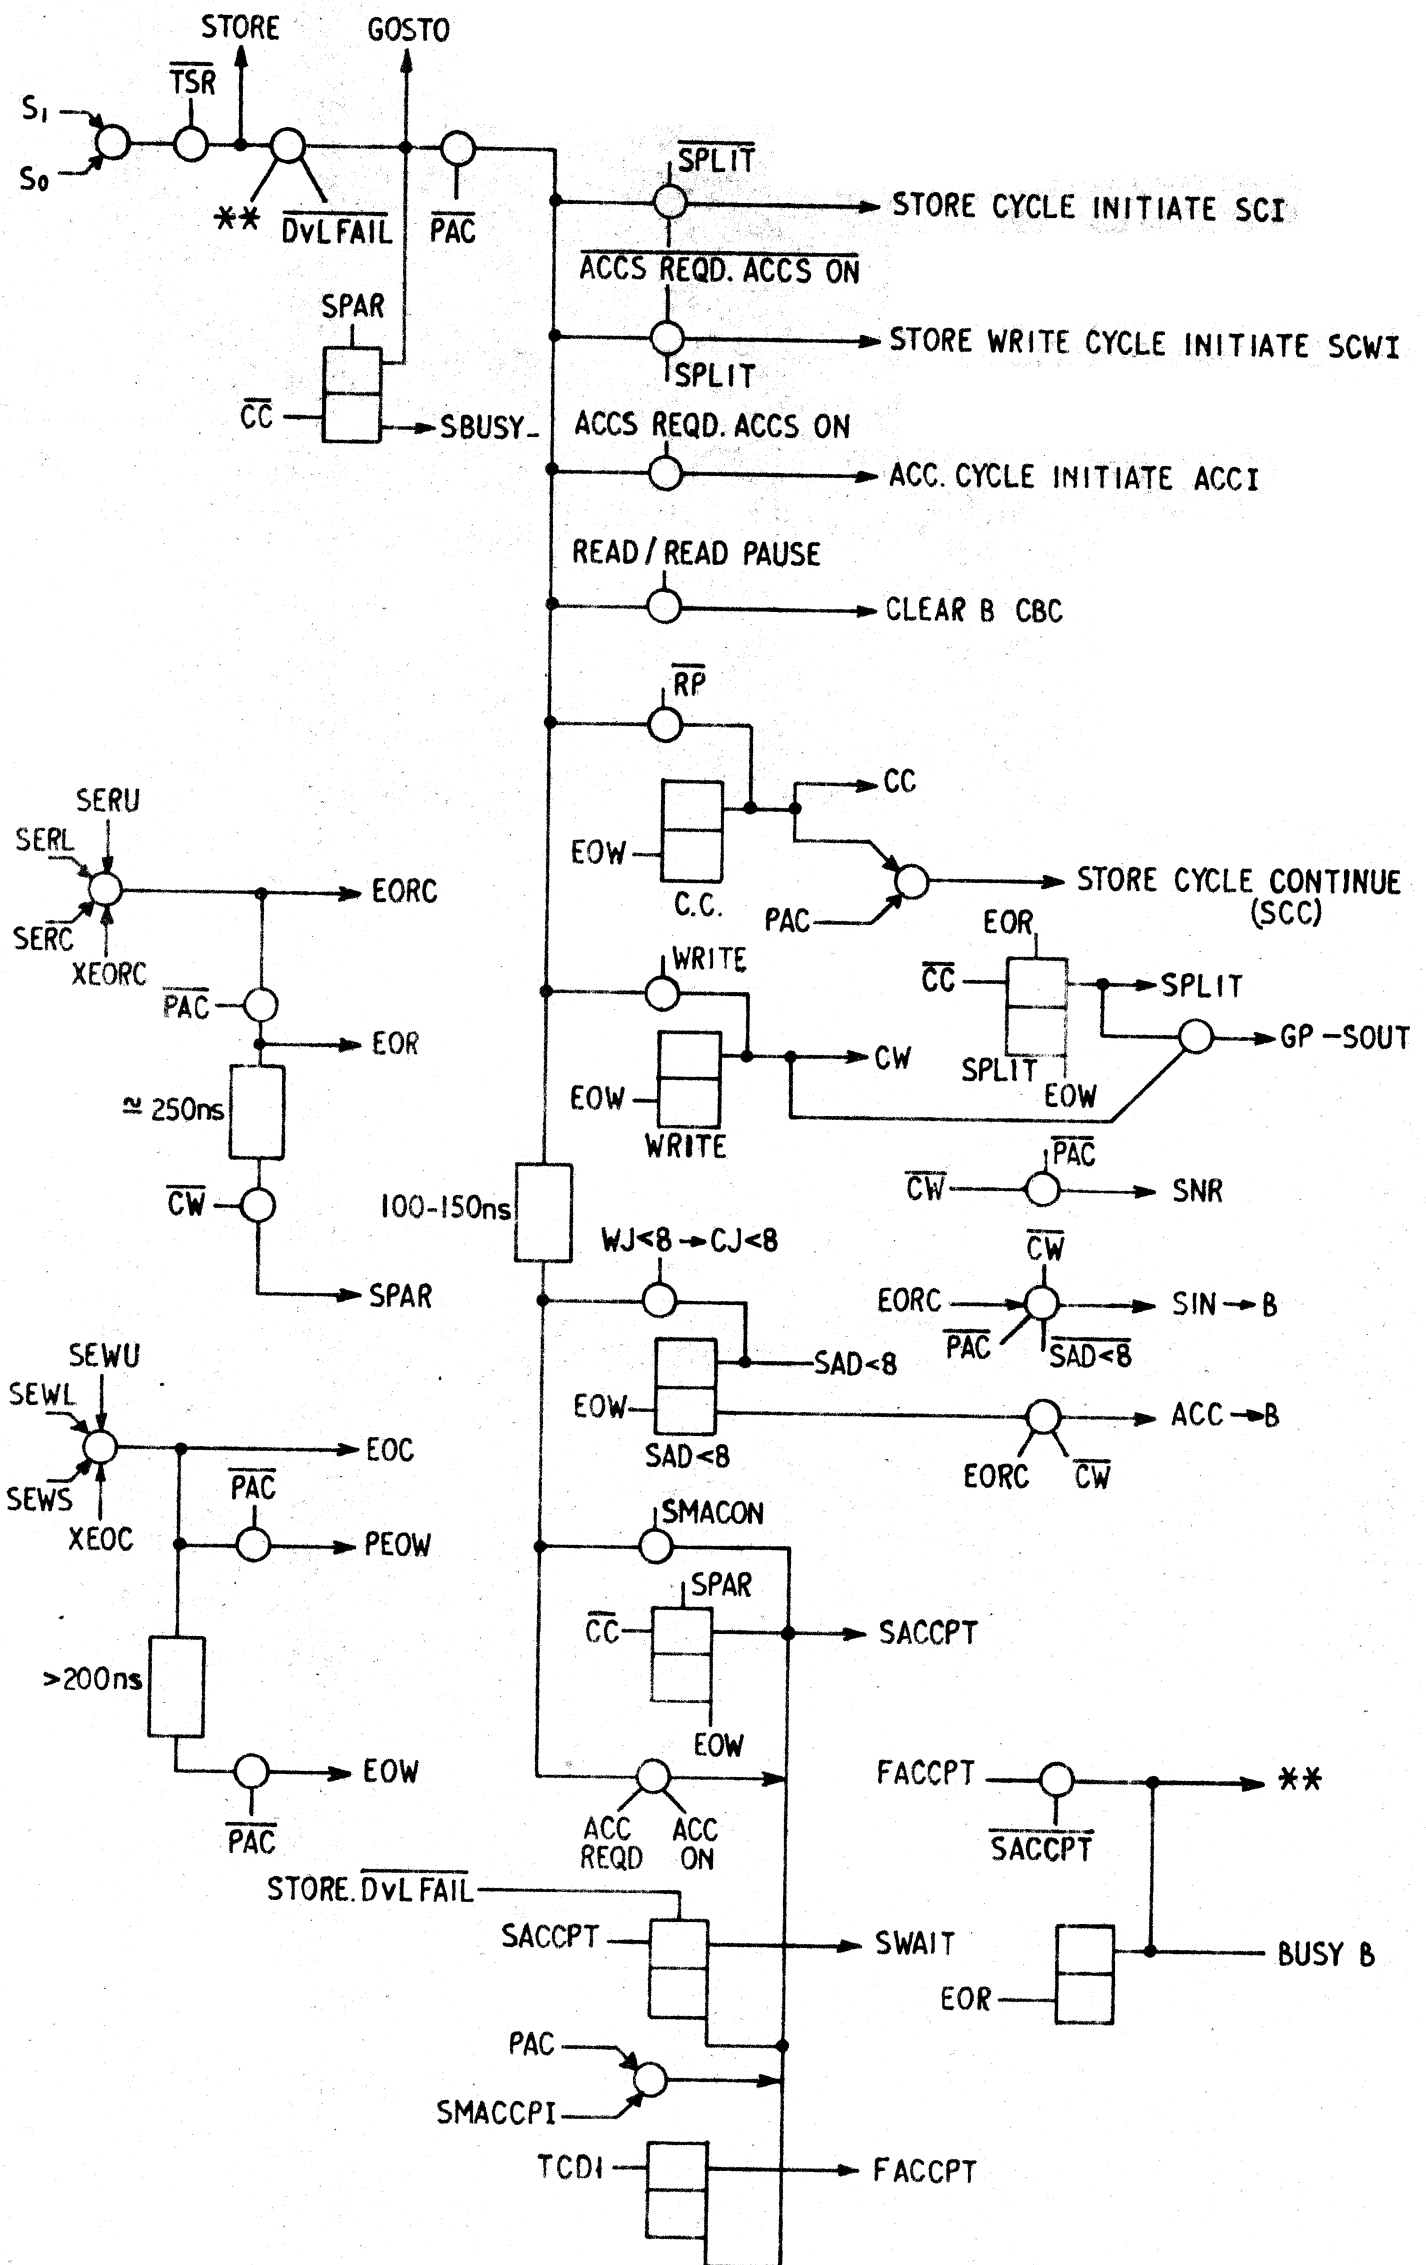 STORE
GOSTO
TSR
S1
S0
**
DvLFAIL
PAC
SPLIT
STORE CYCLE INITIATE SCI
ACCS REQD. ACCS ON
SPAR
STORE WRITE CYCLE INITIATE SCWI
SPLIT
CC
SBUSY
ACCS REQD. ACCS ON
ACC. CYCLE INITIATE ACCI
READ/READ PAUSE
CLEAR B CBC
RP
CC
SERU
SERL
EOW
EORC
STORE CYCLE CONTINUE
(SCC)
C.C.
PAC
EOR
SERC
XEORC
WRITE
CC
SPLIT
PAC
EOR
CW
GP-SOUT
SPLIT
EOW
≃ 250ns
EOW
WRITE
PAC
CW
SNR
CW
100-150ns
WJ<8→CJ<8
CW
SPAR
EORC
SIN→B
PAC
SAD<8
SEWU
SAD<8
SEWL
EOW
ACC→B
EOC
SAD<8
EORC
CW
SEWS
PAC
XEOC
SMACON
PEOW
SPAR
CC
SACCPT
>200ns
EOW
EOW
FACCPT
**
PAC
ACC REQD
ACC ON
SACCPT
STORE.DvLFAIL
SACCPT
SWAIT
BUSY B
EOR
PAC
SMACCPI
TCDI
FACCPT